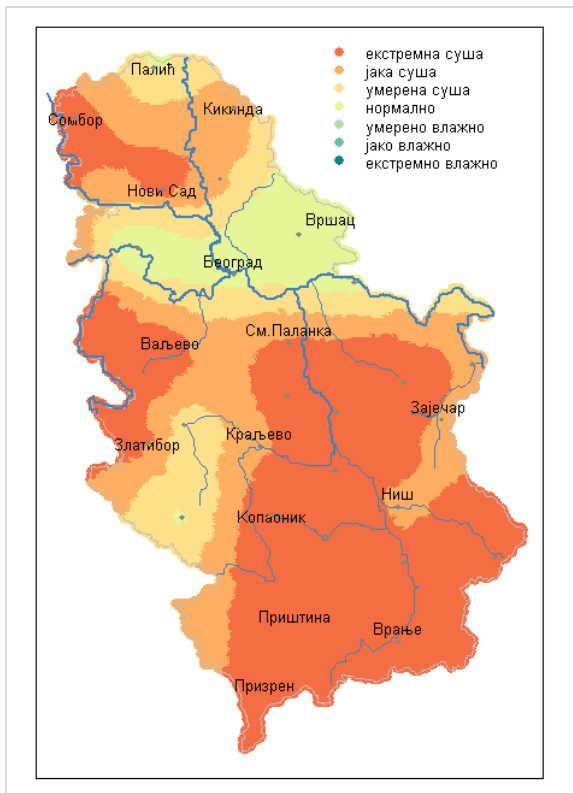 екстремна суша
јака суша
умерена суша
нормално
умерено влажно
јако влажно
екстремно влажно
Палић
Кикинда
Сомбор
Нови Сад
Вршац
Београд
См.Паланка
Ваљево
Зајечар
Краљево
Златибор
Ниш
Копаоник
Приштина
Врање
Призрен